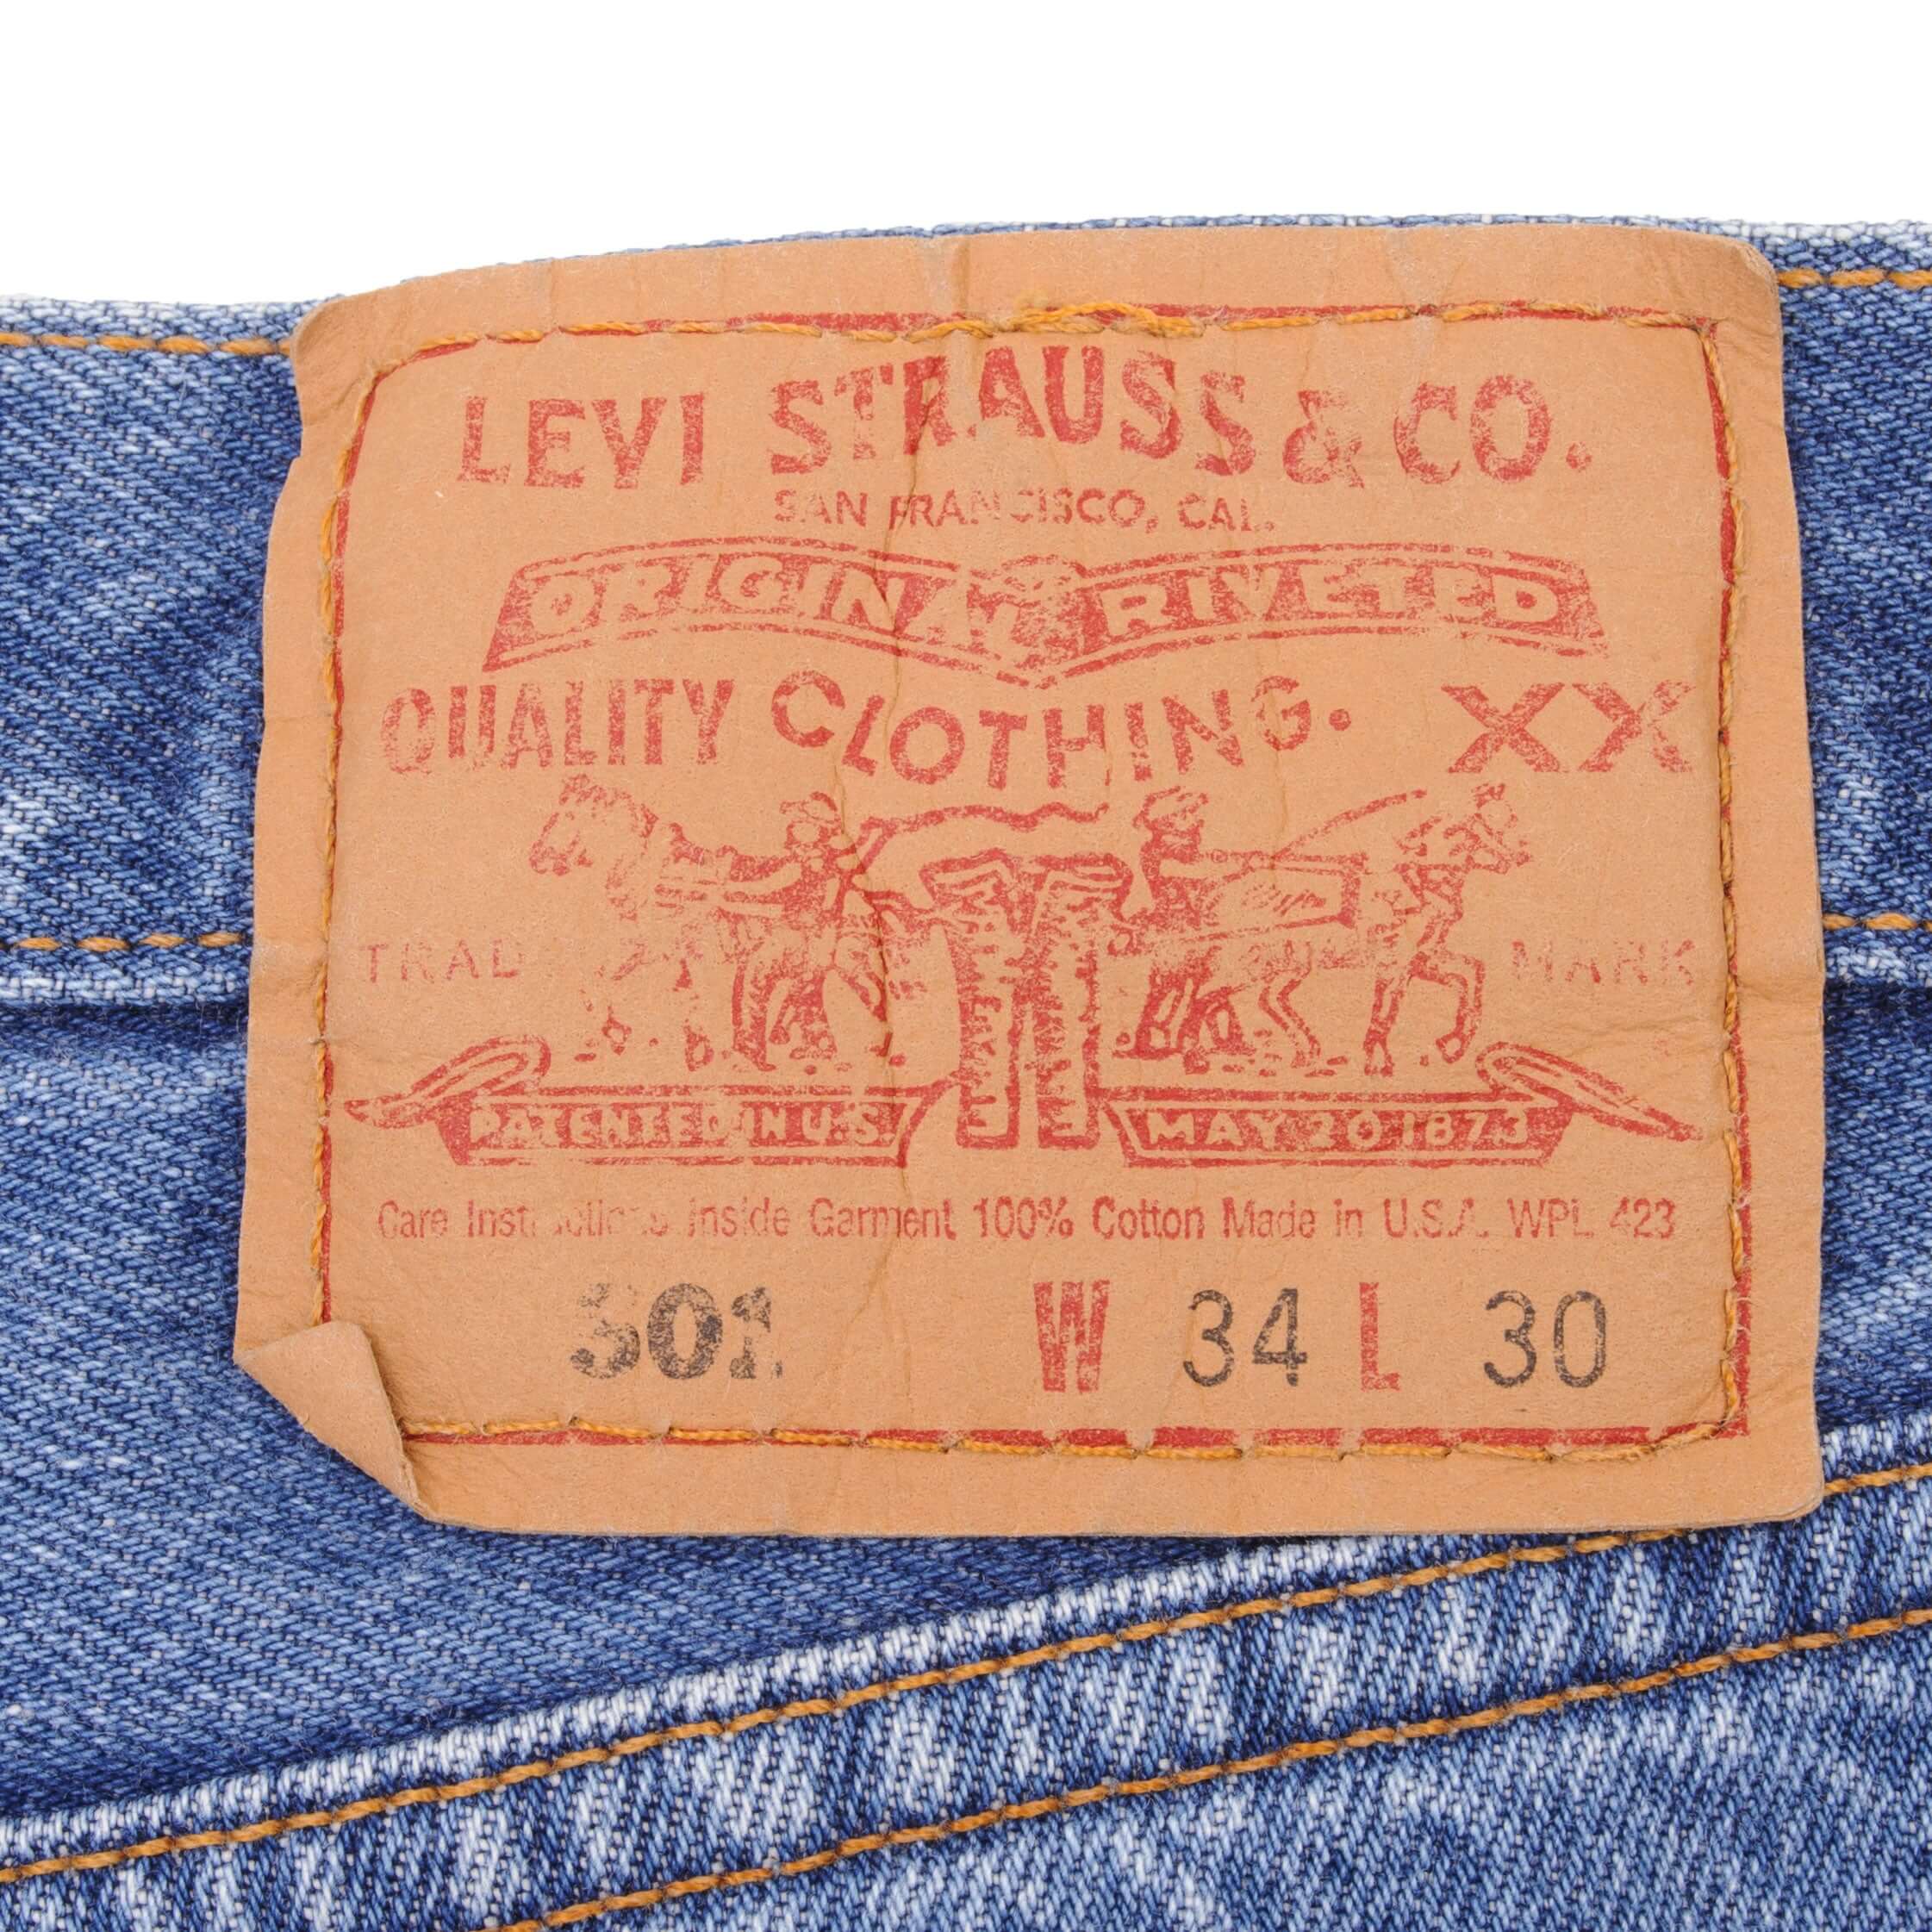 LEVI STRAUSS & CO.
SAN FRANCISCO, CAL.
ORIGINAL RIVETED
QUALITY CLOTHING. XX
TRADE MARK
PATENTED IN U.S. MAY 20 1873
Care Instructions Inside Garment 100% Cotton Made in U.S.A. WPL 423
501 W 34 L 30